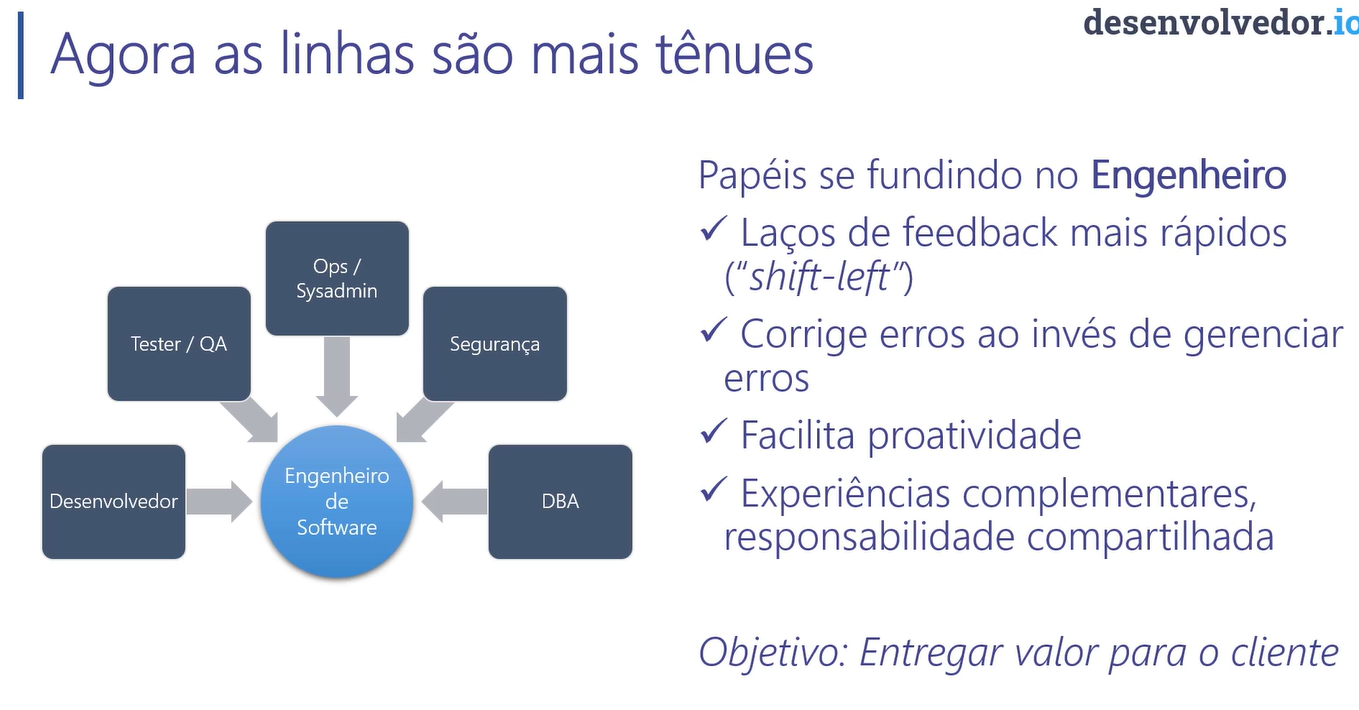 desenvolvedor.io
Agora as linhas são mais tênues
Ops /
Sysadmin
Tester / QA
Segurança
Desenvolvedor
Engenheiro
de
Software
DBA
Papéis se fundindo no Engenheiro
✓ Laços de feedback mais rápidos
(“shift-left”)
✓ Corrige erros ao invés de gerenciar
erros
✓ Facilita proatividade
✓ Experiências complementares,
responsabilidade compartilhada
Objetivo: Entregar valor para o cliente